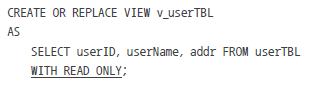 CREATE OR REPLACE VIEW v_userTBL
AS
SELECT userID, userName, addr FROM userTBL
WITH READ ONLY;